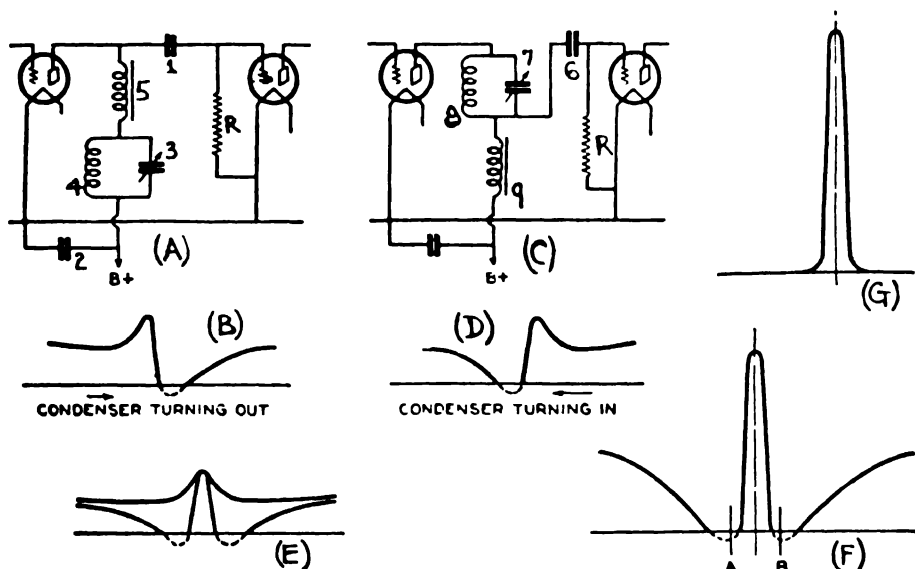 1
5
R
3
4
2
(A)
B+
7
6
8
R
9
(C)
B+
(G)
(B)
CONDENSER TURNING OUT
(D)
CONDENSER TURNING IN
(E)
A
B
(F)